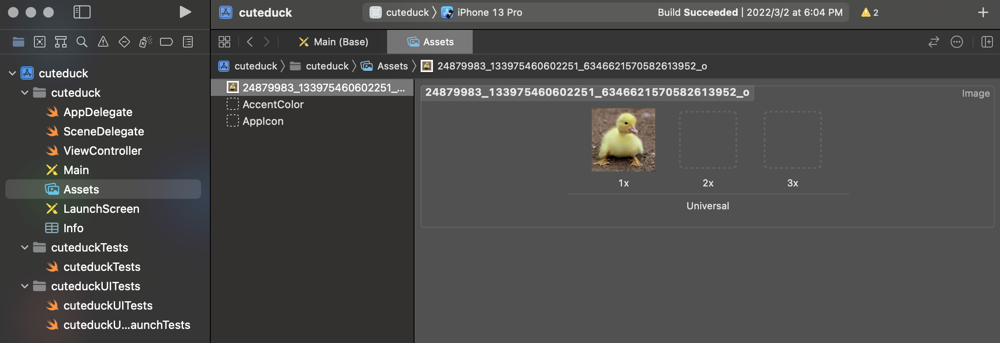 cuteduck
cuteduck
iPhone 13 Pro
Build Succeeded | 2022/3/2 at 6:04 PM
2
Main (Base)
Assets
cuteduck
cuteduck
Assets
24879983_133975460602251_6346621570582613952_o
cuteduck
cuteduck
AppDelegate
SceneDelegate
ViewController
Main
Assets
LaunchScreen
Info
cuteduckTests
cuteduckTests
cuteduckUITests
cuteduckUITests
cuteduckU...aunchTests
24879983_133975460602251_...
AccentColor
AppIcon
24879983_133975460602251_6346621570582613952_o
Image
1x
2x
3x
Universal